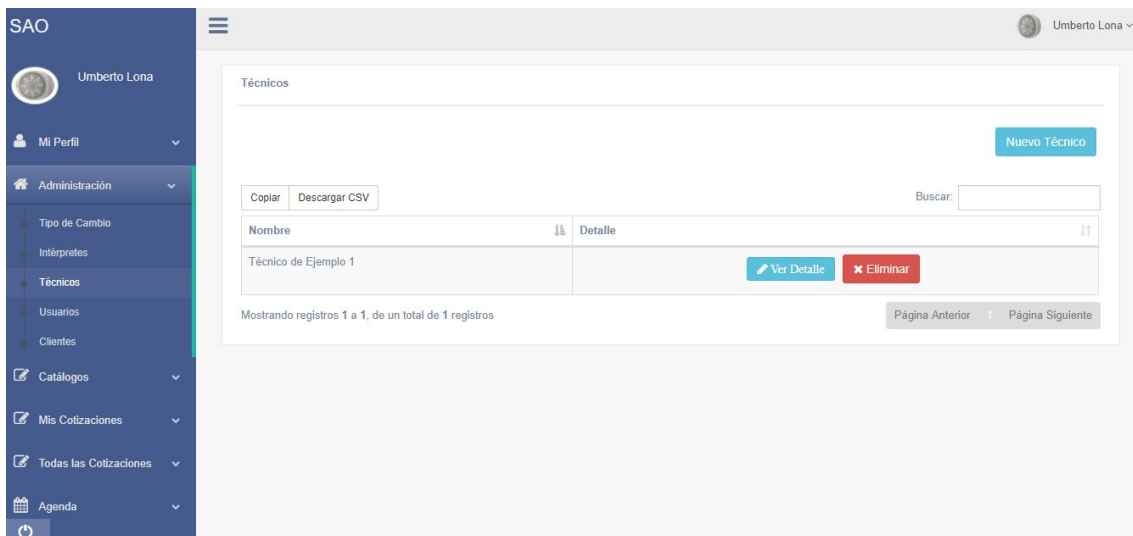 SAO
Umberto Lona
Umberto Lona
Mi Perfil
Administración
Tipo de Cambio
Intérpretes
Técnicos
Usuarios
Clientes
Catálogos
Mis Cotizaciones
Todas las Cotizaciones
Agenda
Técnicos
Nuevo Técnico
Copiar Descargar CSV Buscar:
Nombre Detalle
Técnico de Ejemplo 1 Ver Detalle Eliminar
Mostrando registros 1 a 1, de un total de 1 registros Página Anterior 1 Página Siguiente